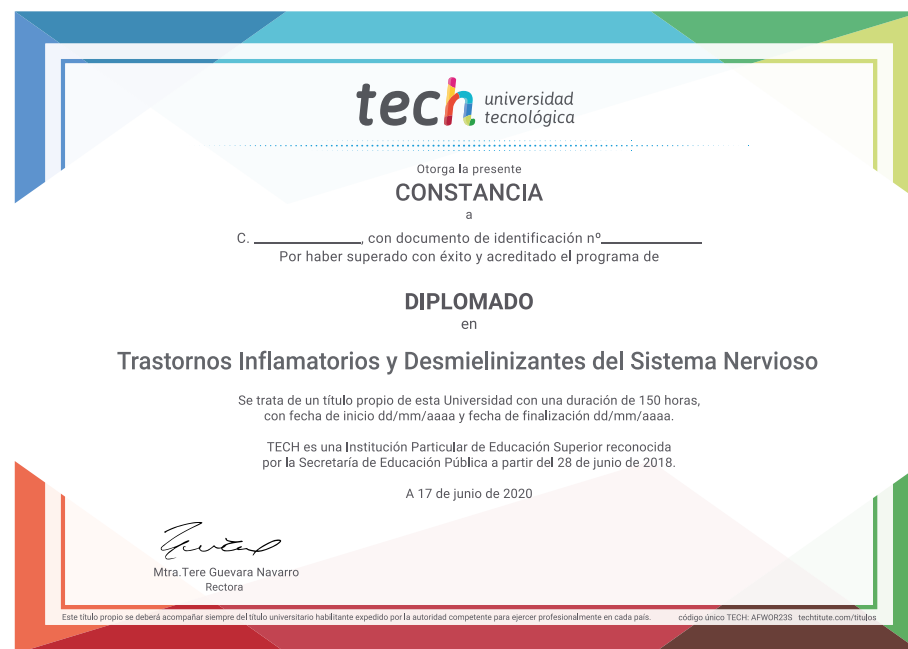 tech universidad
tecnológica
Otorga la presente
CONSTANCIA
a
C. ____________, con documento de identificación nº____________
Por haber superado con éxito y acreditado el programa de
DIPLOMADO
en
Trastornos Inflamatorios y Desmielinizantes del Sistema Nervioso
Se trata de un título propio de esta Universidad con una duración de 150 horas,
con fecha de inicio dd/mm/aaaa y fecha de finalización dd/mm/aaaa.
TECH es una Institución Particular de Educación Superior reconocida
por la Secretaría de Educación Pública a partir del 28 de junio de 2018.
A 17 de junio de 2020
Mtra.Tere Guevara Navarro
Rectora
Este título propio se deberá acompañar siempre del título universitario habilitante expedido por la autoridad competente para ejercer profesionalmente en cada país. código único TECH: AFWOR23S techtitute.com/titulos